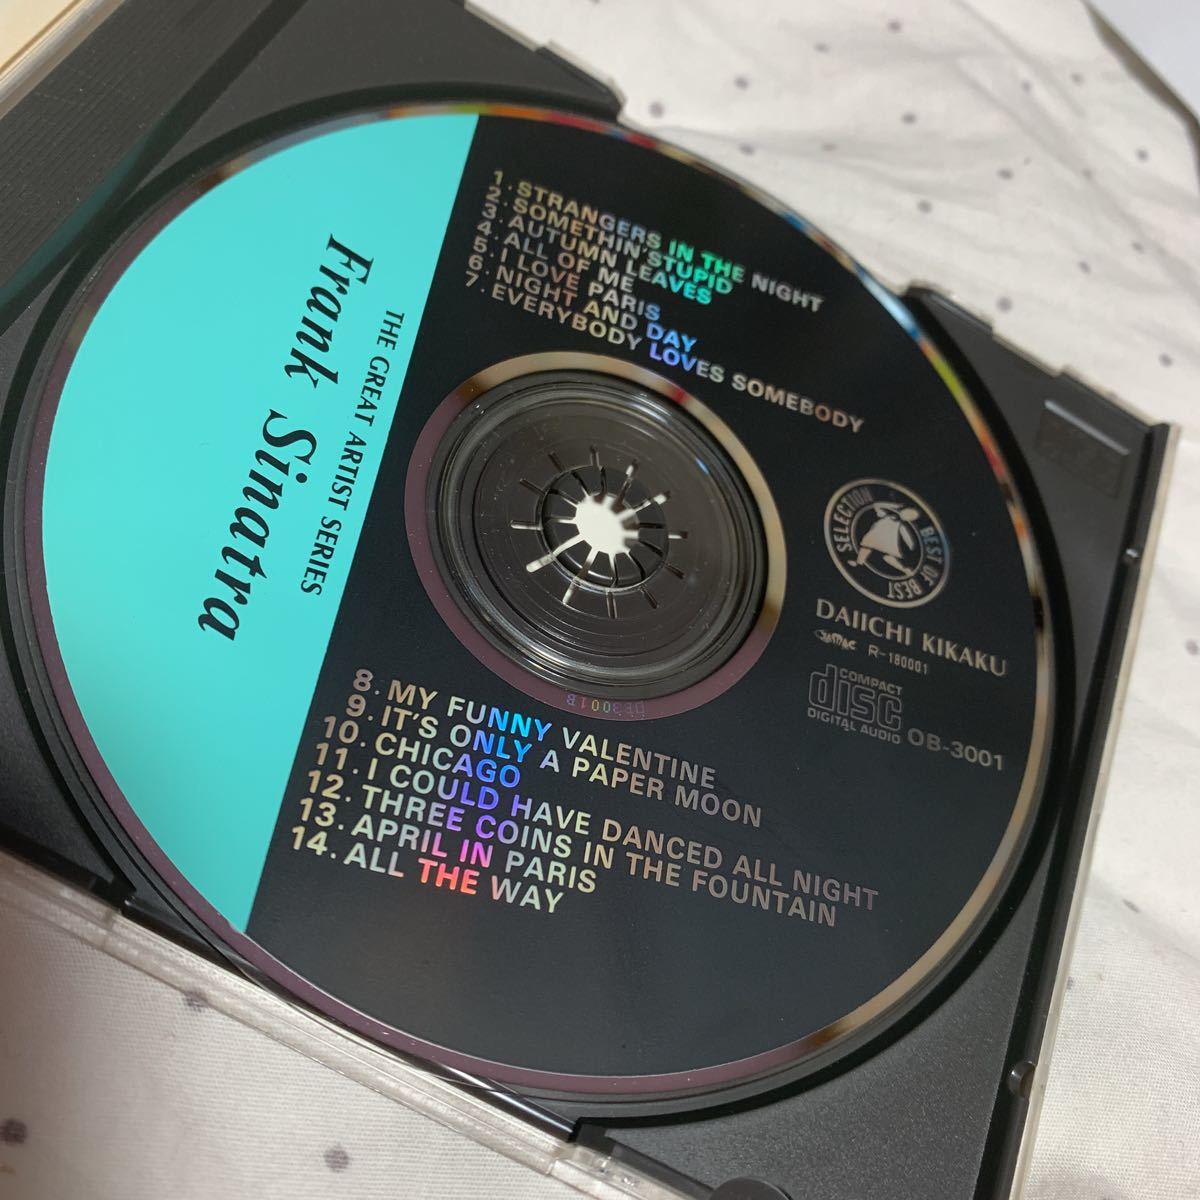 THE GREAT ARTIST SERIES
Frank Sinatra
1. STRANGERS IN THE NIGHT
2. SOMETHIN' STUPID
3. AUTUMN LEAVES
4. ALL OF ME
5. I LOVE PARIS
6. NIGHT AND DAY
7. EVERYBODY LOVES SOMEBODY
SELECTION BEST OF BEST
DAIICHI KIKAKU
R-180001
COMPACT
disc
DIGITAL AUDIO
OB-3001
8. MY FUNNY VALENTINE
9. IT'S ONLY A PAPER MOON
10. CHICAGO
11. I COULD HAVE DANCED ALL NIGHT
12. THREE COINS IN THE FOUNTAIN
13. APRIL IN PARIS
14. ALL THE WAY